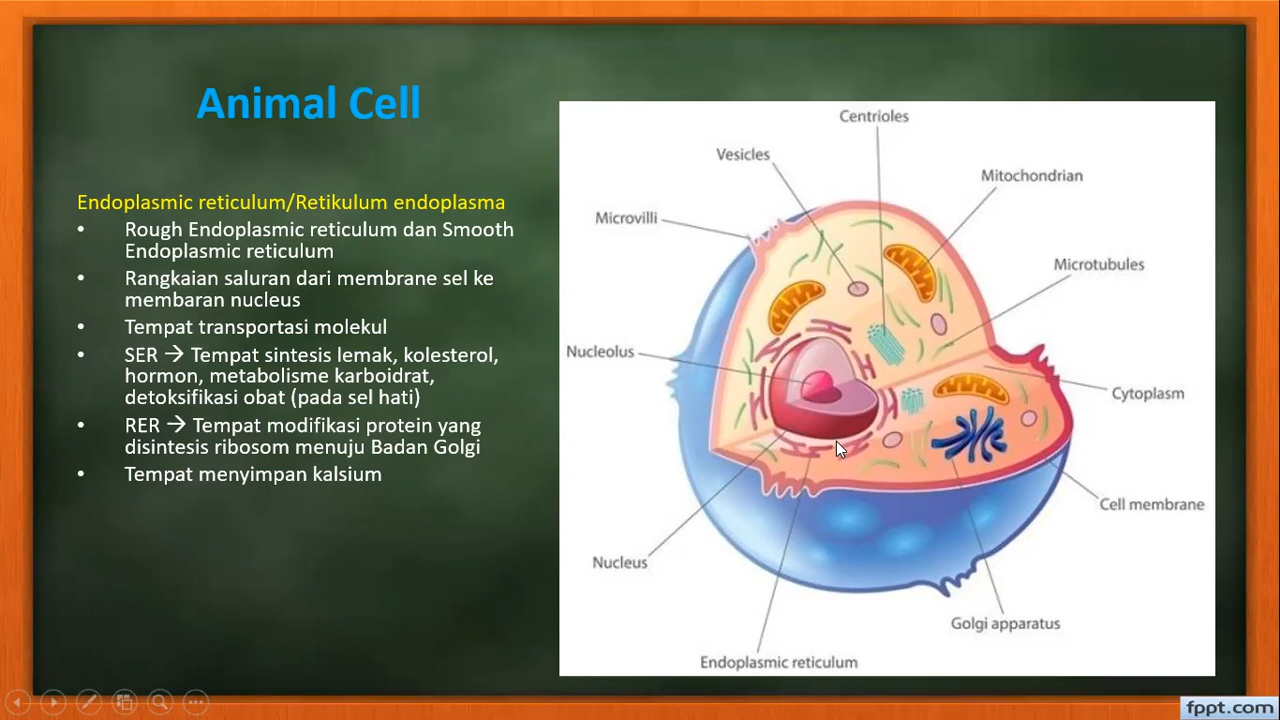 Animal Cell
Endoplasmic reticulum/Retikulum endoplasma
• Rough Endoplasmic reticulum dan Smooth
Endoplasmic reticulum
• Rangkaian saluran dari membrane sel ke
membaran nucleus
• Tempat transportasi molekul
• SER → Tempat sintesis lemak, kolesterol,
hormon, metabolisme karboidrat,
detoksifikasi obat (pada sel hati)
• RER → Tempat modifikasi protein yang
disintesis ribosom menuju Badan Golgi
• Tempat menyimpan kalsium
Centrioles
Vesicles
Mitochondrian
Microvilli
Microtubules
Nucleolus
Cytoplasm
Cell membrane
Nucleus
Golgi apparatus
Endoplasmic reticulum
fppt.com